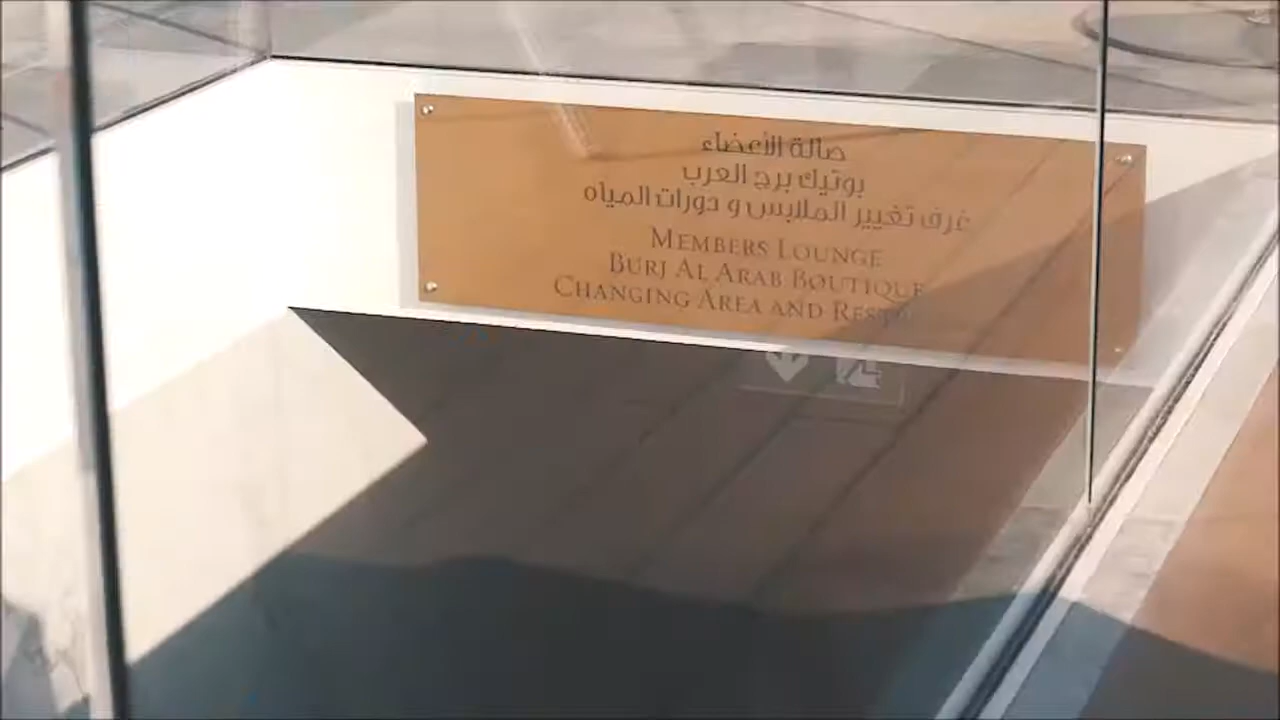 صالة الأعضاء
بوتيك برج العرب
غرف تغيير الملابس و دورات المياه
MEMBERS LOUNGE
BURJ AL ARAB BOUTIQUE
CHANGING AREA AND